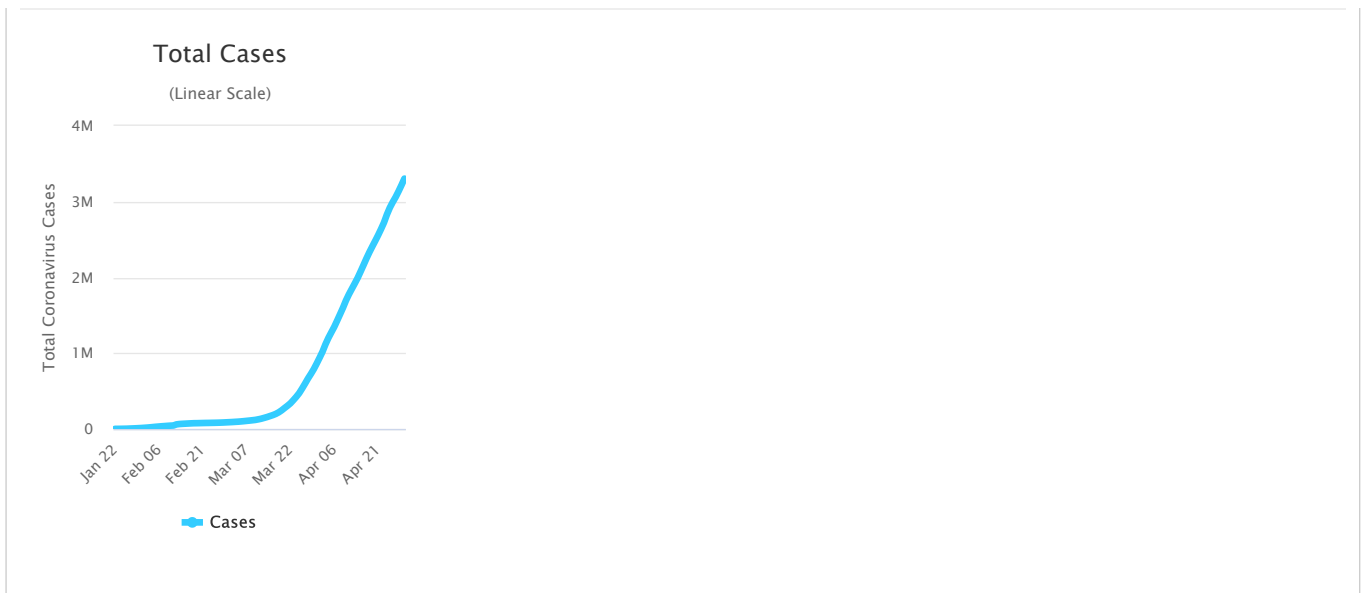 Total Cases
(Linear Scale)
Total Coronavirus Cases
4M
3M
2M
1M
0
Jan 22
Feb 06
Feb 21
Mar 07
Mar 22
Apr 06
Apr 21
Cases